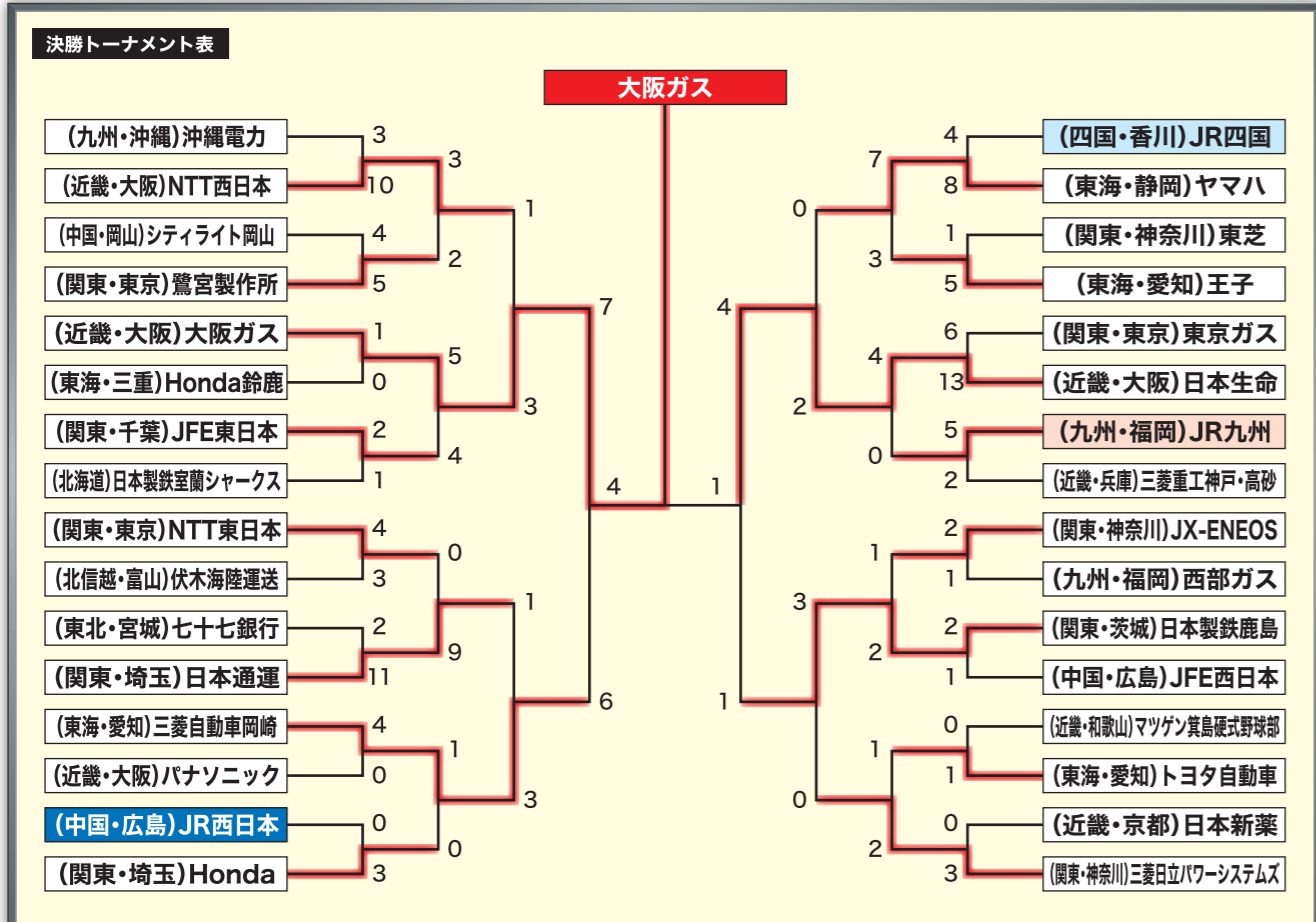 決勝トーナメント表
大阪ガス
(九州・沖縄)沖縄電力
3
(近畿・大阪)NTT西日本
10
3
(中国・岡山)シティライト岡山
4
(関東・東京)鷺宮製作所
5
2
1
(近畿・大阪)大阪ガス
1
(東海・三重)Honda鈴鹿
0
5
(関東・千葉)JFE東日本
2
(北海道)日本製鉄室蘭シャークス
1
4
3
7
(関東・東京)NTT東日本
4
(北信越・富山)伏木海陸運送
3
0
(東北・宮城)七十七銀行
2
(関東・埼玉)日本通運
11
9
1
(東海・愛知)三菱自動車岡崎
4
(近畿・大阪)パナソニック
0
1
(中国・広島)JR西日本
0
(関東・埼玉)Honda
3
0
3
6
4
1
(四国・香川)JR四国
4
(東海・静岡)ヤマハ
8
7
(関東・神奈川)東芝
1
(東海・愛知)王子
5
3
0
(関東・東京)東京ガス
6
(近畿・大阪)日本生命
13
4
(九州・福岡)JR九州
5
(近畿・兵庫)三菱重工神戸・高砂
2
0
2
4
(関東・神奈川)JX-ENEOS
2
(九州・福岡)西部ガス
1
1
(関東・茨城)日本製鉄鹿島
2
(中国・広島)JFE西日本
1
2
3
(近畿・和歌山)マツゲン箕島硬式野球部
0
(東海・愛知)トヨタ自動車
1
1
(近畿・京都)日本新薬
0
(関東・神奈川)三菱日立パワーシステムズ
3
2
0
1